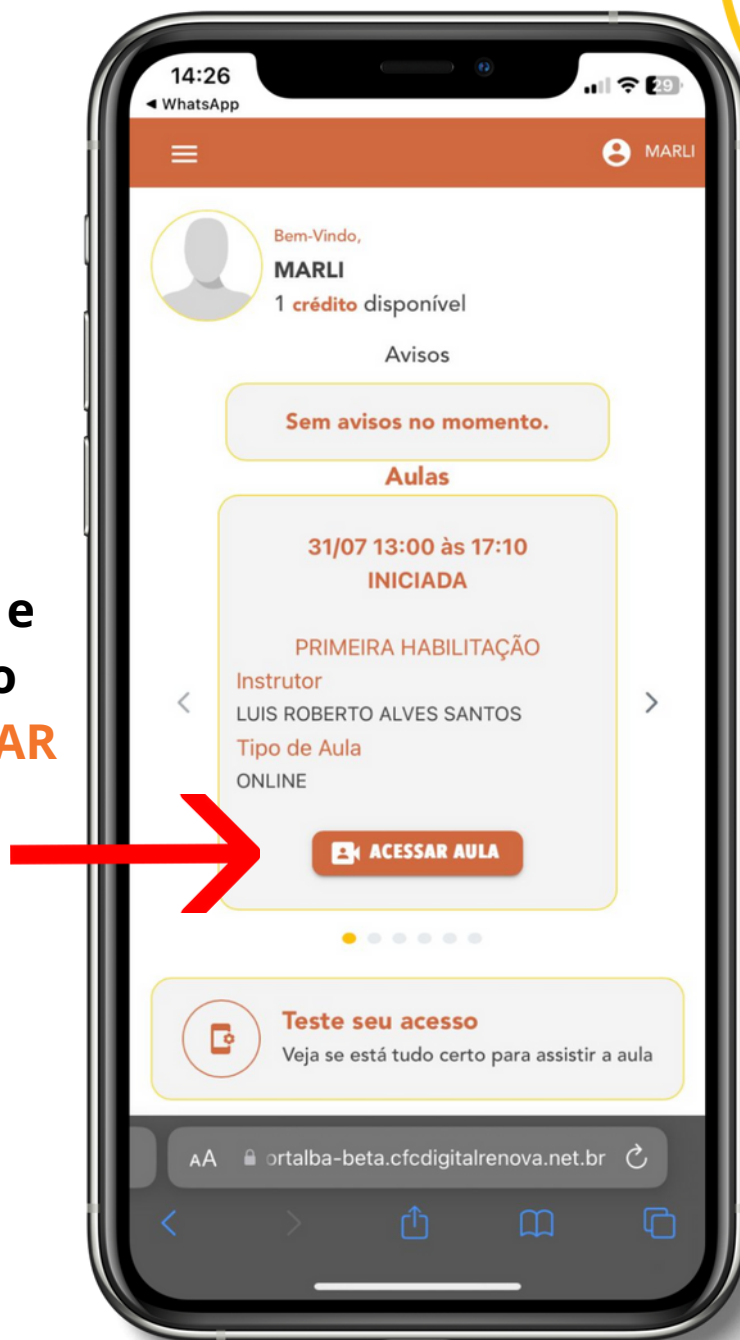 14:26
◄ WhatsApp
29
MARLI
Bem-Vindo,
MARLI
1 crédito disponível
Avisos
Sem avisos no momento.
Aulas
31/07 13:00 às 17:10
INICIADA
PRIMEIRA HABILITAÇÃO
Instrutor
LUIS ROBERTO ALVES SANTOS
Tipo de Aula
ONLINE
ACESSAR AULA
Teste seu acesso
Veja se está tudo certo para assistir a aula
AA
ortalba-beta.cfcdigitalrenova.net.br
e
o
AR